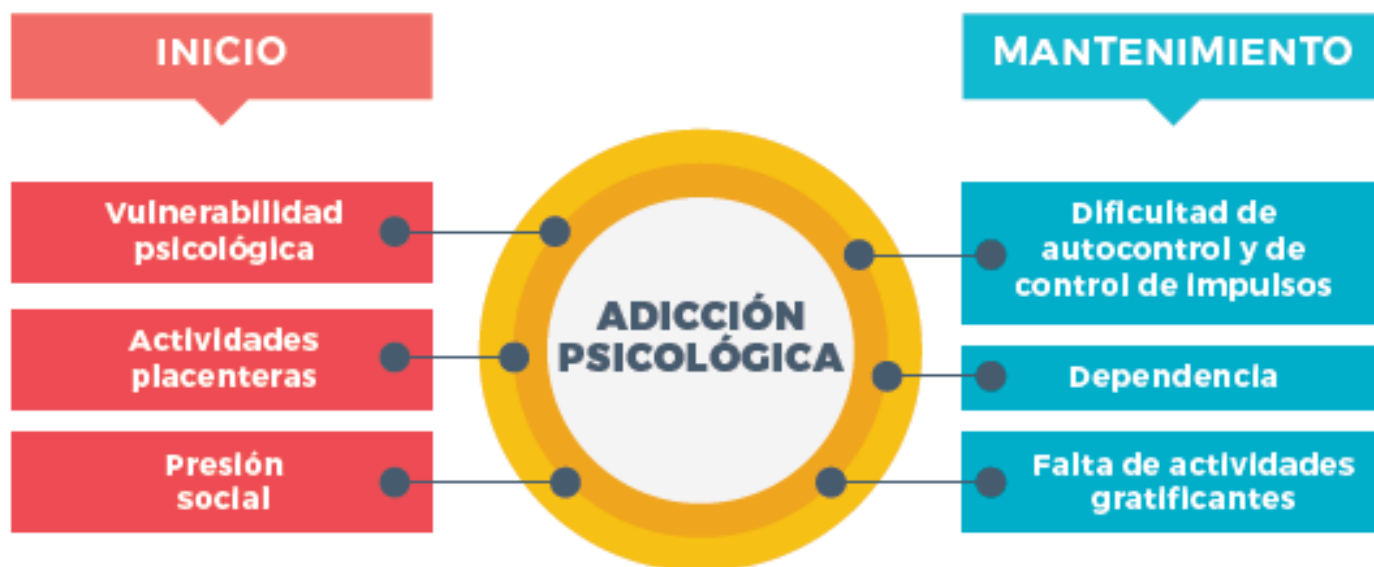 INICIO
Vulnerabilidad
psicológica
Actividades
placenteras
Presión
social
ADICCIÓN
PSICOLÓGICA
MANTENIMIENTO
Dificultad de
autocontrol y de
control de impulsos
Dependencia
Falta de actividades
gratificantes